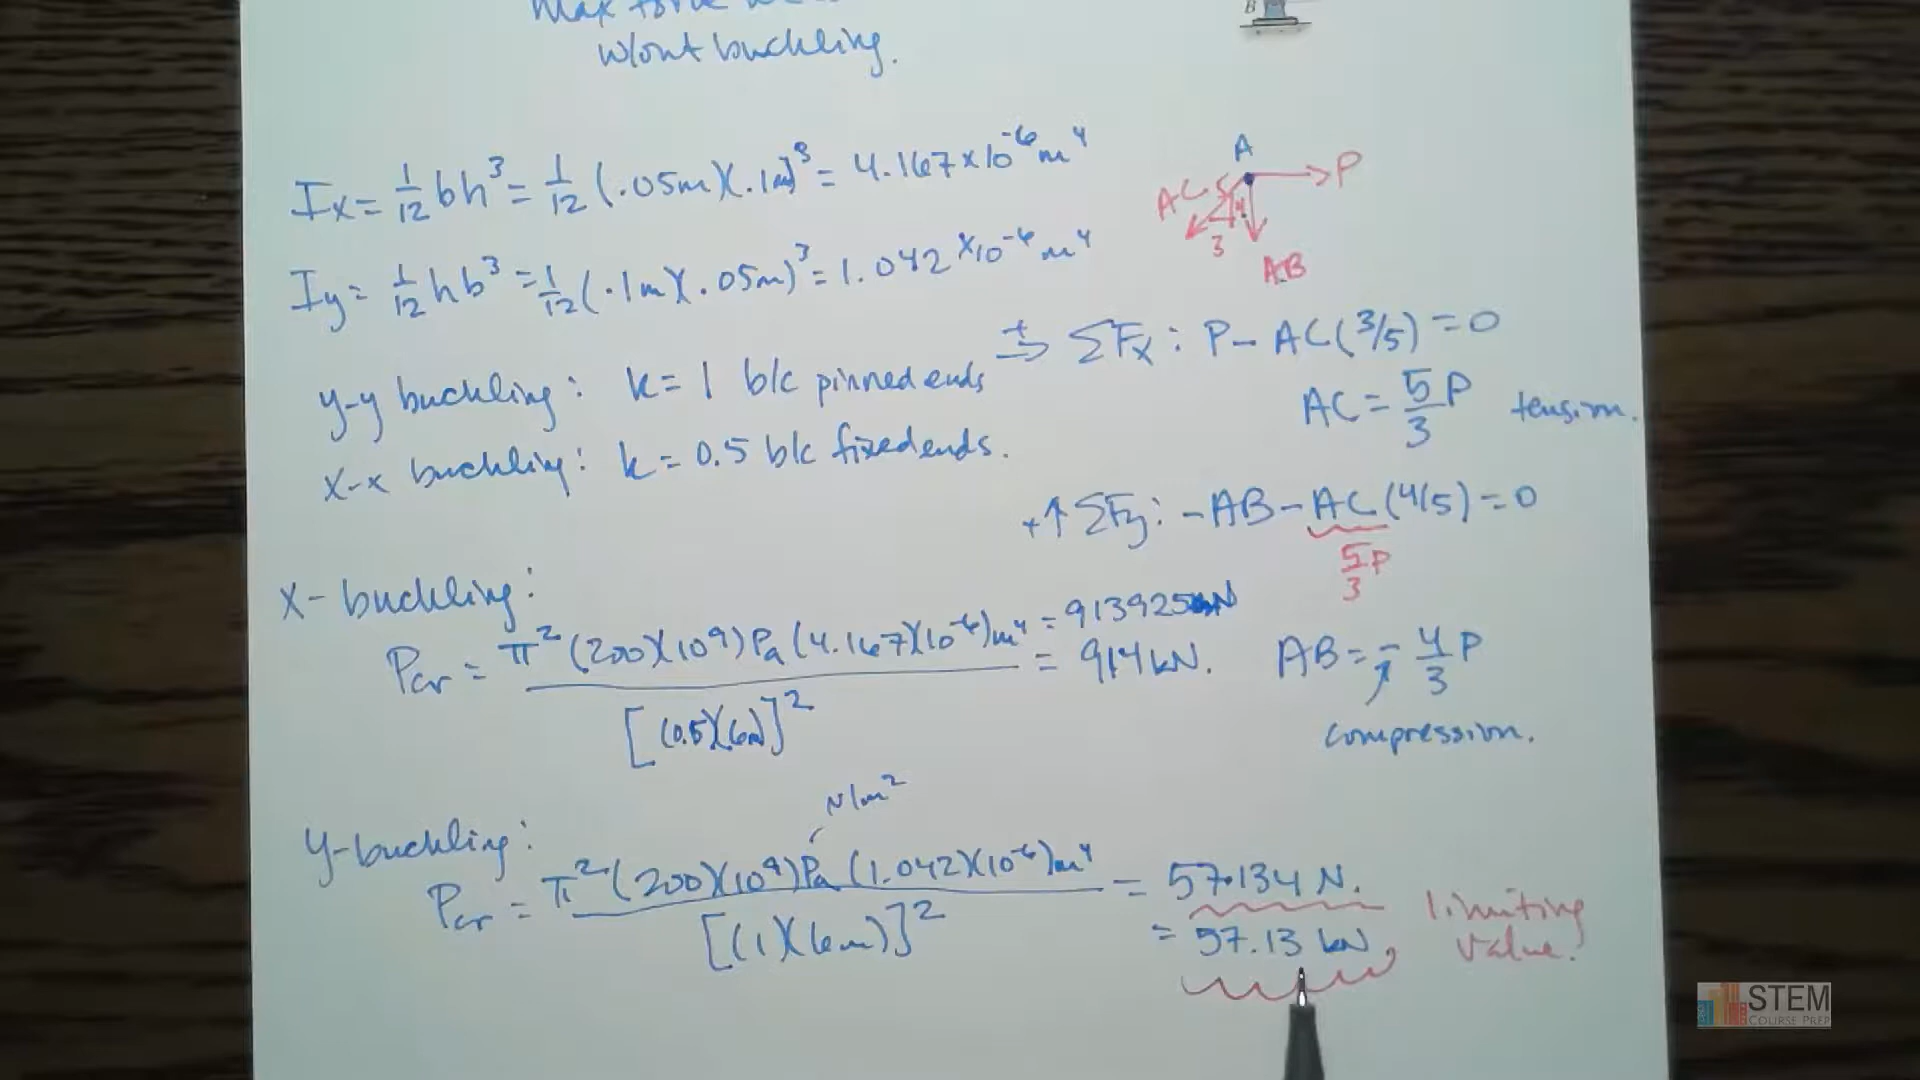 Max force
w/out buckling.
B
Ix = 1/12 bh³ = 1/12 (.05m)(.1m)³ = 4.167 x 10⁻⁶ m⁴
Iy = 1/12 hb³ = 1/12 (.1m)(.05m)³ = 1.042 x 10⁻⁶ m⁴
y-y buckling: k = 1 b/c pinned ends
x-x buckling: k = 0.5 b/c fixed ends.
A
P
AC 5 4
3
AB
+→ ΣFx: P - AC(3/5) = 0
AC = 5/3 P tension.
+↑ ΣFy: -AB - AC(4/5) = 0
5/3 P
AB = - 4/3 P
compression.
x-buckling:
Pcr = π²(200)(10⁹)Pa(4.167)(10⁻⁶)m⁴ / [(0.5)(6m)]² = 913925 N
= 914 kN.
y-buckling:
N/m²
Pcr = π²(200)(10⁹)Pa(1.042)(10⁻⁶)m⁴ / [(1)(6m)]² = 57134 N.
= 57.13 kN.
limiting
value.
STEM
COURSE PREP